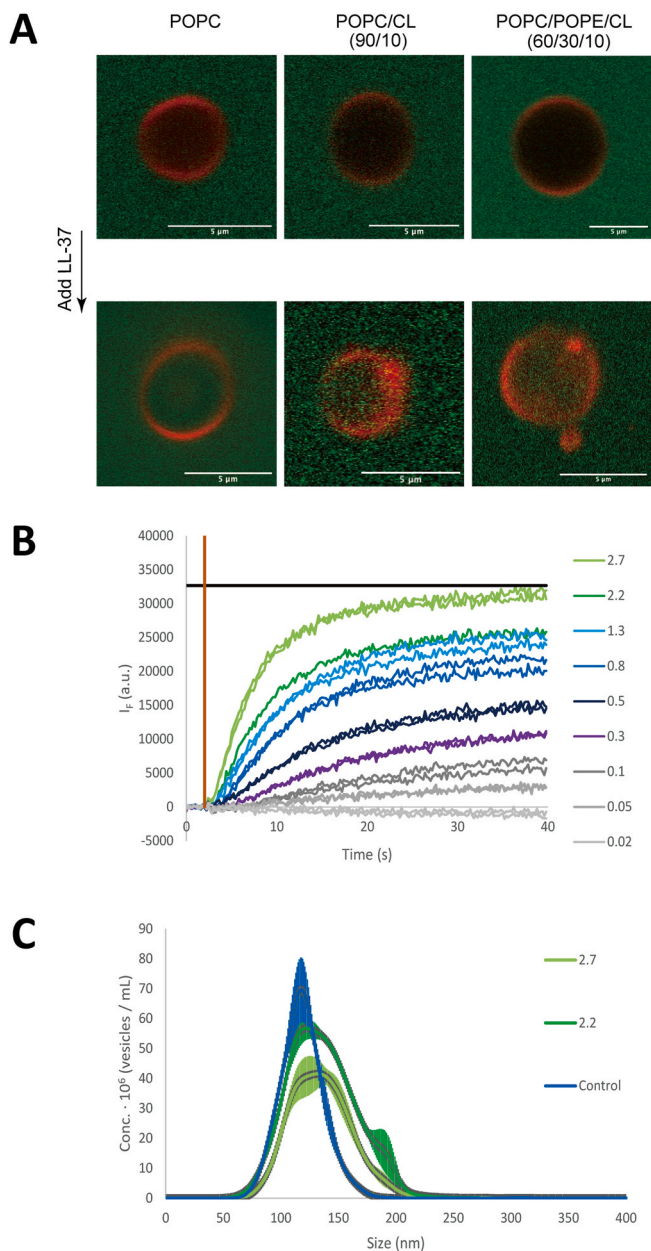 A
POPC
POPC/CL
(90/10)
POPC/POPE/CL
(60/30/10)
5 µm
5 µm
5 µm
Add LL-37
5 µm
5 µm
5 µm
B
40000
35000
30000
25000
20000
15000
10000
5000
0
-5000
I_F (a.u.)
0
10
20
30
40
Time (s)
2.7
2.2
1.3
0.8
0.5
0.3
0.1
0.05
0.02
C
90
80
70
60
50
40
30
20
10
0
Conc. · 10⁶ (vesicles / mL)
0
50
100
150
200
250
300
350
400
Size (nm)
2.7
2.2
Control